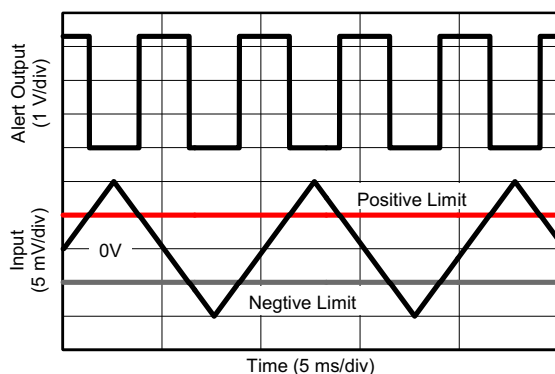 Alert Output
(1 V/div)
Positive Limit
Input
(5 mV/div)
0V
Negtive Limit
Time (5 ms/div)